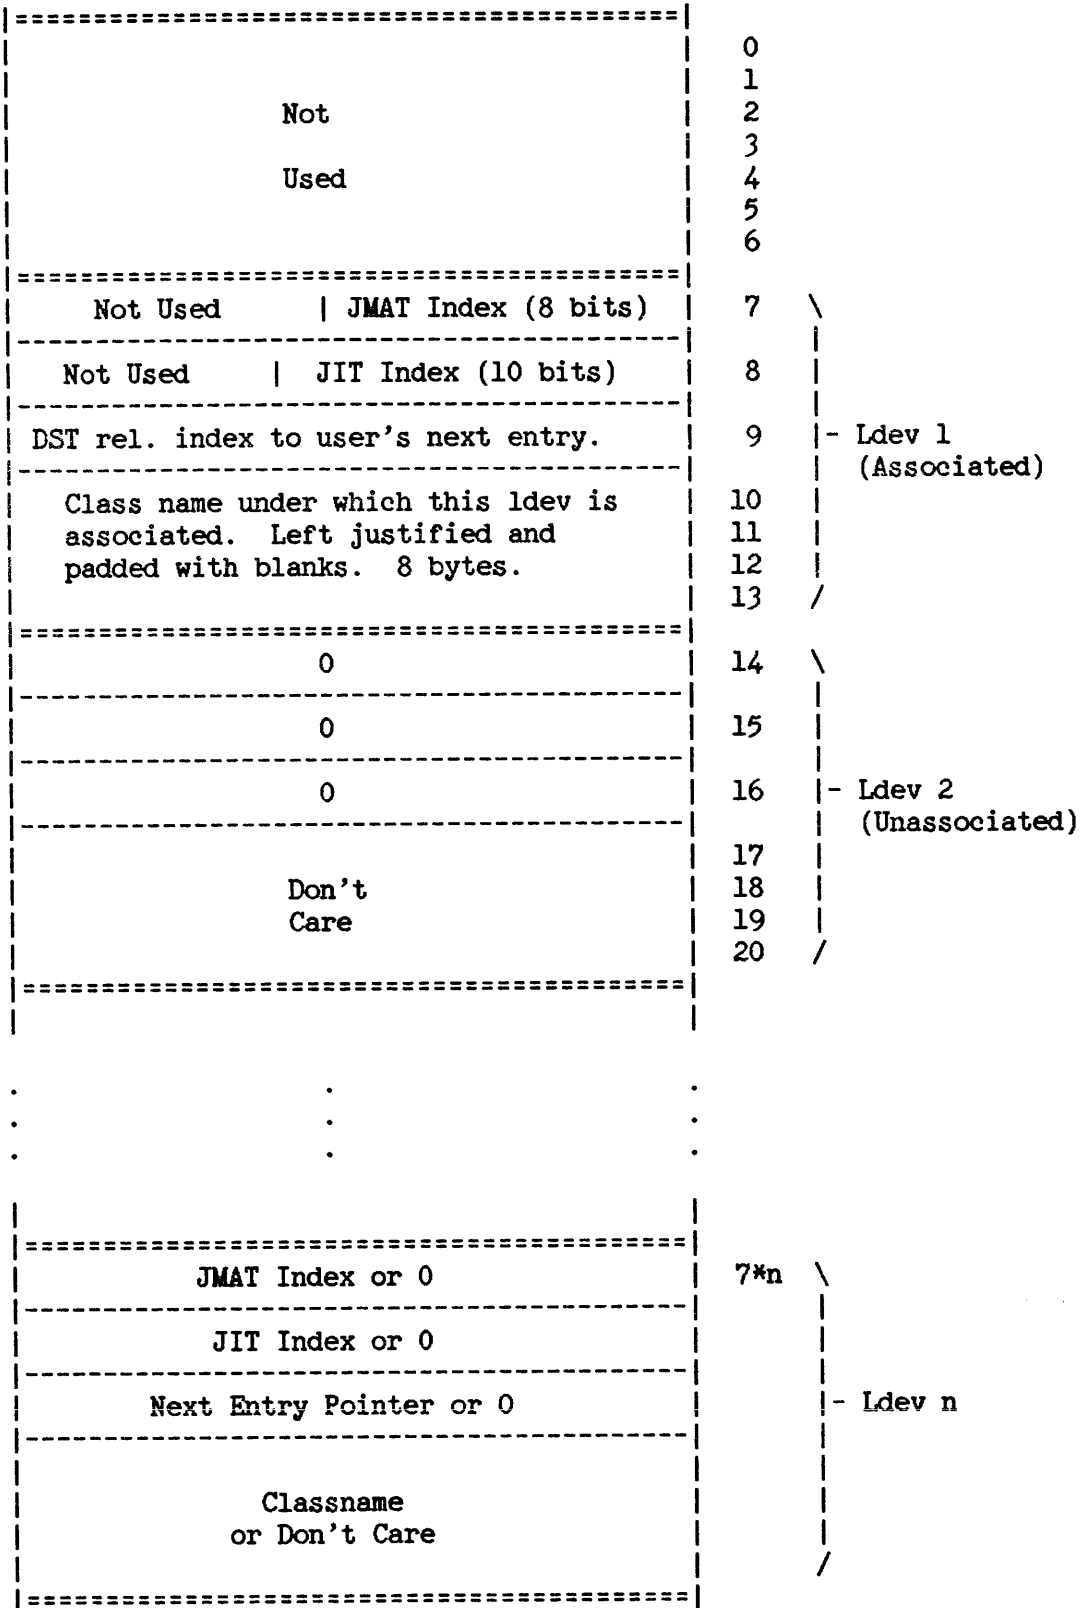 |==========================================|
0
1
Not 2
3
Used 4
5
6
|==========================================|
Not Used | JMAT Index (8 bits) | 7 \
|------------------------------------------|
Not Used | JIT Index (10 bits) | 8 |
|------------------------------------------|
DST rel. index to user's next entry. | 9 |- Ldev 1
|------------------------------------------| | (Associated)
Class name under which this ldev is | 10 |
associated. Left justified and | 11 |
padded with blanks. 8 bytes. | 12 |
| 13 /
|==========================================|
0 | 14 \
|------------------------------------------| |
0 | 15 |
|------------------------------------------| |
0 | 16 |- Ldev 2
|------------------------------------------| | (Unassociated)
| 17 |
Don't | 18 |
Care | 19 |
| 20 /
|==========================================|
. . .
. . .
. . .
|==========================================|
JMAT Index or 0 | 7*n \
|------------------------------------------| |
JIT Index or 0 | |
|------------------------------------------| |
Next Entry Pointer or 0 | |- Ldev n
|------------------------------------------| |
Classname | |
or Don't Care | |
| /
|==========================================|